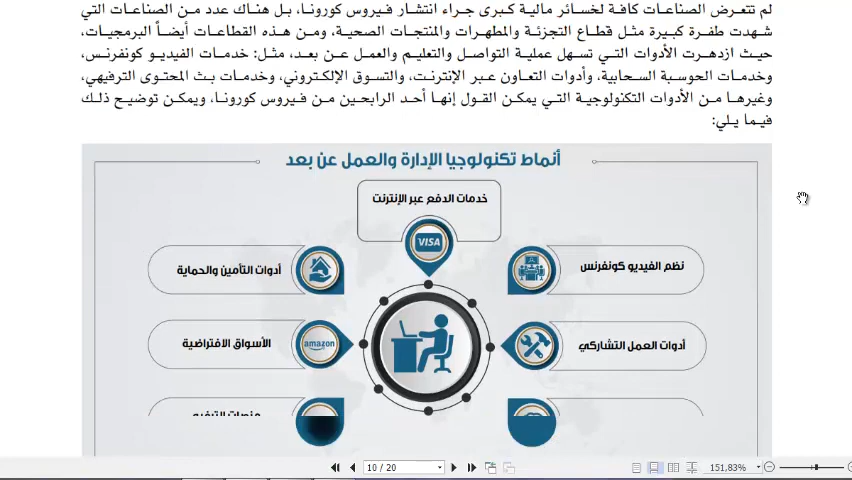 لم تتعرض الصناعات كافة لخسائر مالية كبرى جراء انتشار فيروس كورونا، بل هناك عدد من الصناعات التي
شهدت طفرة كبيرة مثل قطاع التجزئة والمطهرات والمنتجات الصحية، ومن هذه القطاعات أيضاً البرمجيات،
حيث ازدهرت الأدوات التي تسهل عملية التواصل والتعليم والعمل عن بعد، مثل: خدمات الفيديو كونفرنس،
وخدمات الحوسبة السحابية، وأدوات التعاون عبر الإنترنت، والتسوق الإلكتروني، وخدمات بث المحتوى الترفيهي،
وغيرها من الأدوات التكنولوجية التي يمكن القول إنها أحد الرابحين من فيروس كورونا، ويمكن توضيح ذلك
فيما يلي:
أنماط تكنولوجيا الإدارة والعمل عن بعد
خدمات الدفع عبر الإنترنت
VISA
نظم الفيديو كونفرنس
أدوات التأمين والحماية
أدوات العمل التشاركي
الأسواق الافتراضية
amazon
منصات الترفيه
10 / 20
151,83%